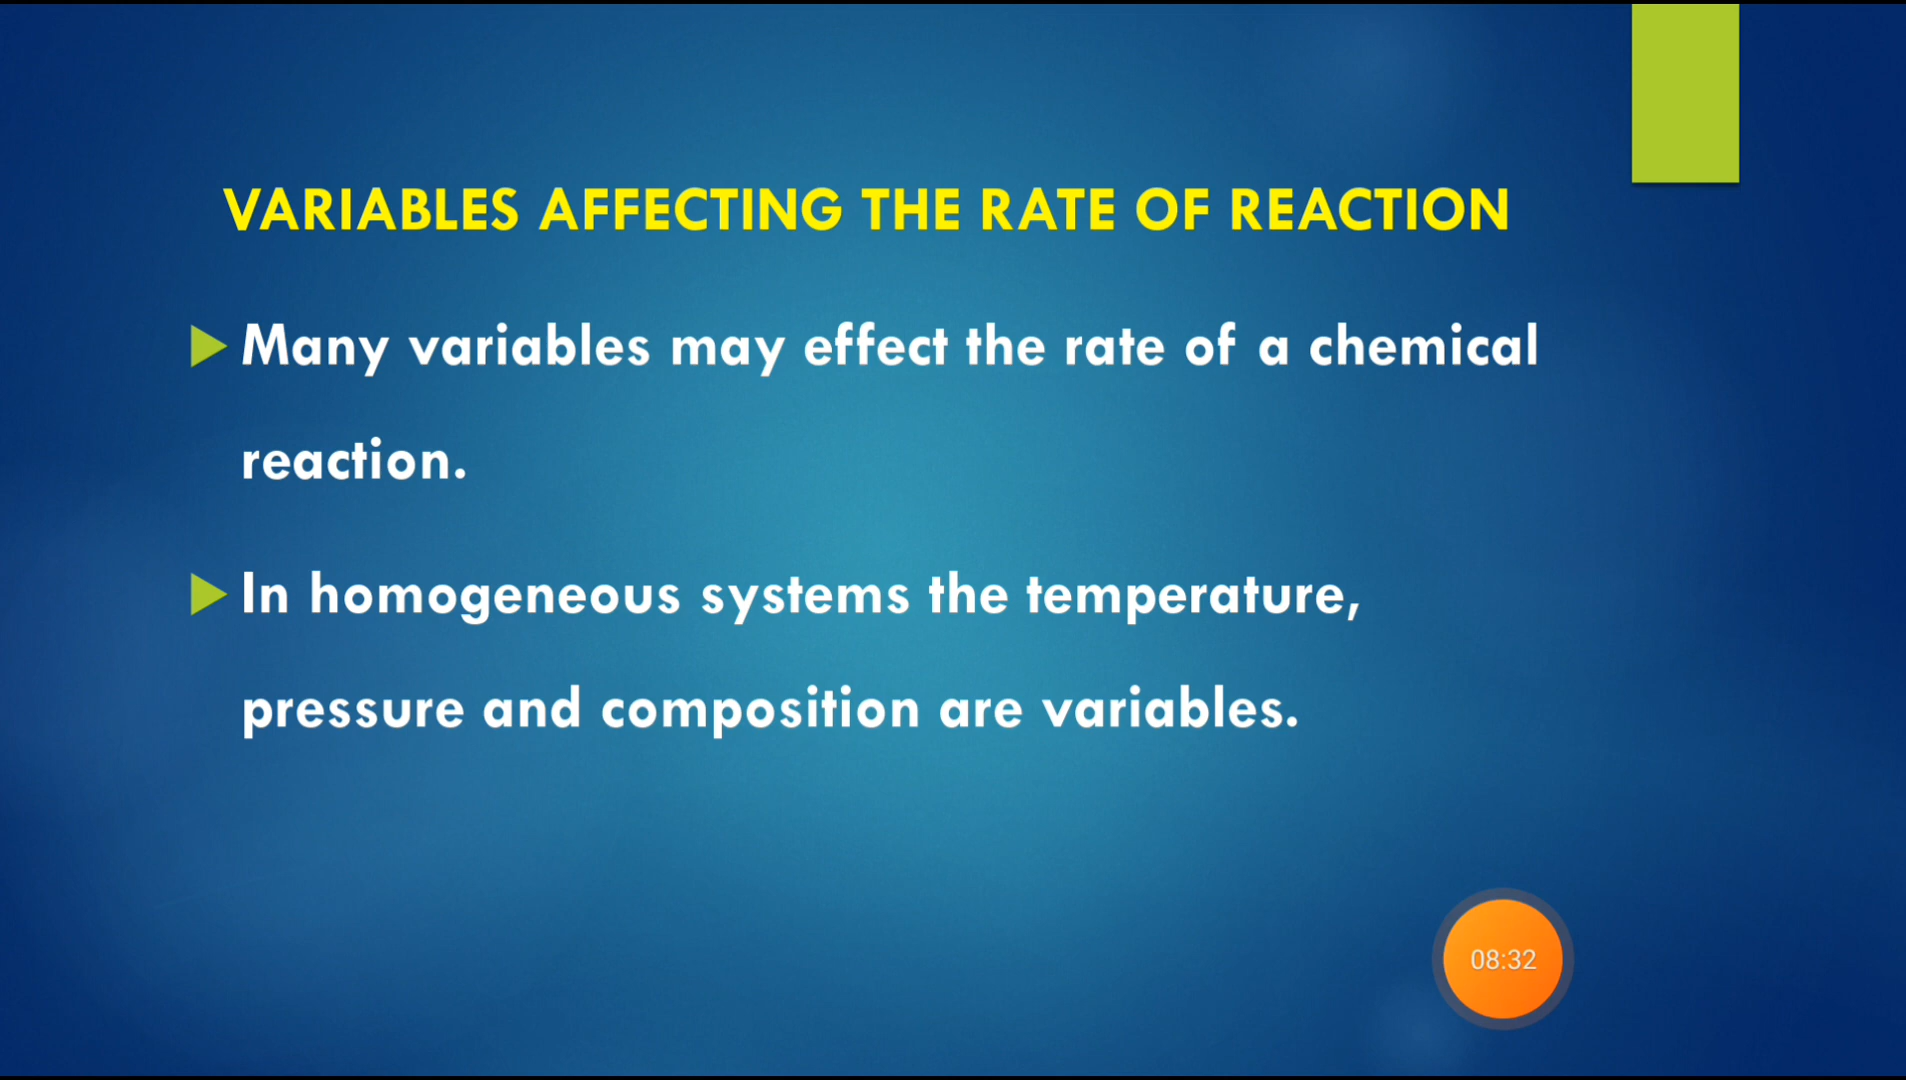 VARIABLES AFFECTING THE RATE OF REACTION
Many variables may effect the rate of a chemical
reaction.
In homogeneous systems the temperature,
pressure and composition are variables.
08:32